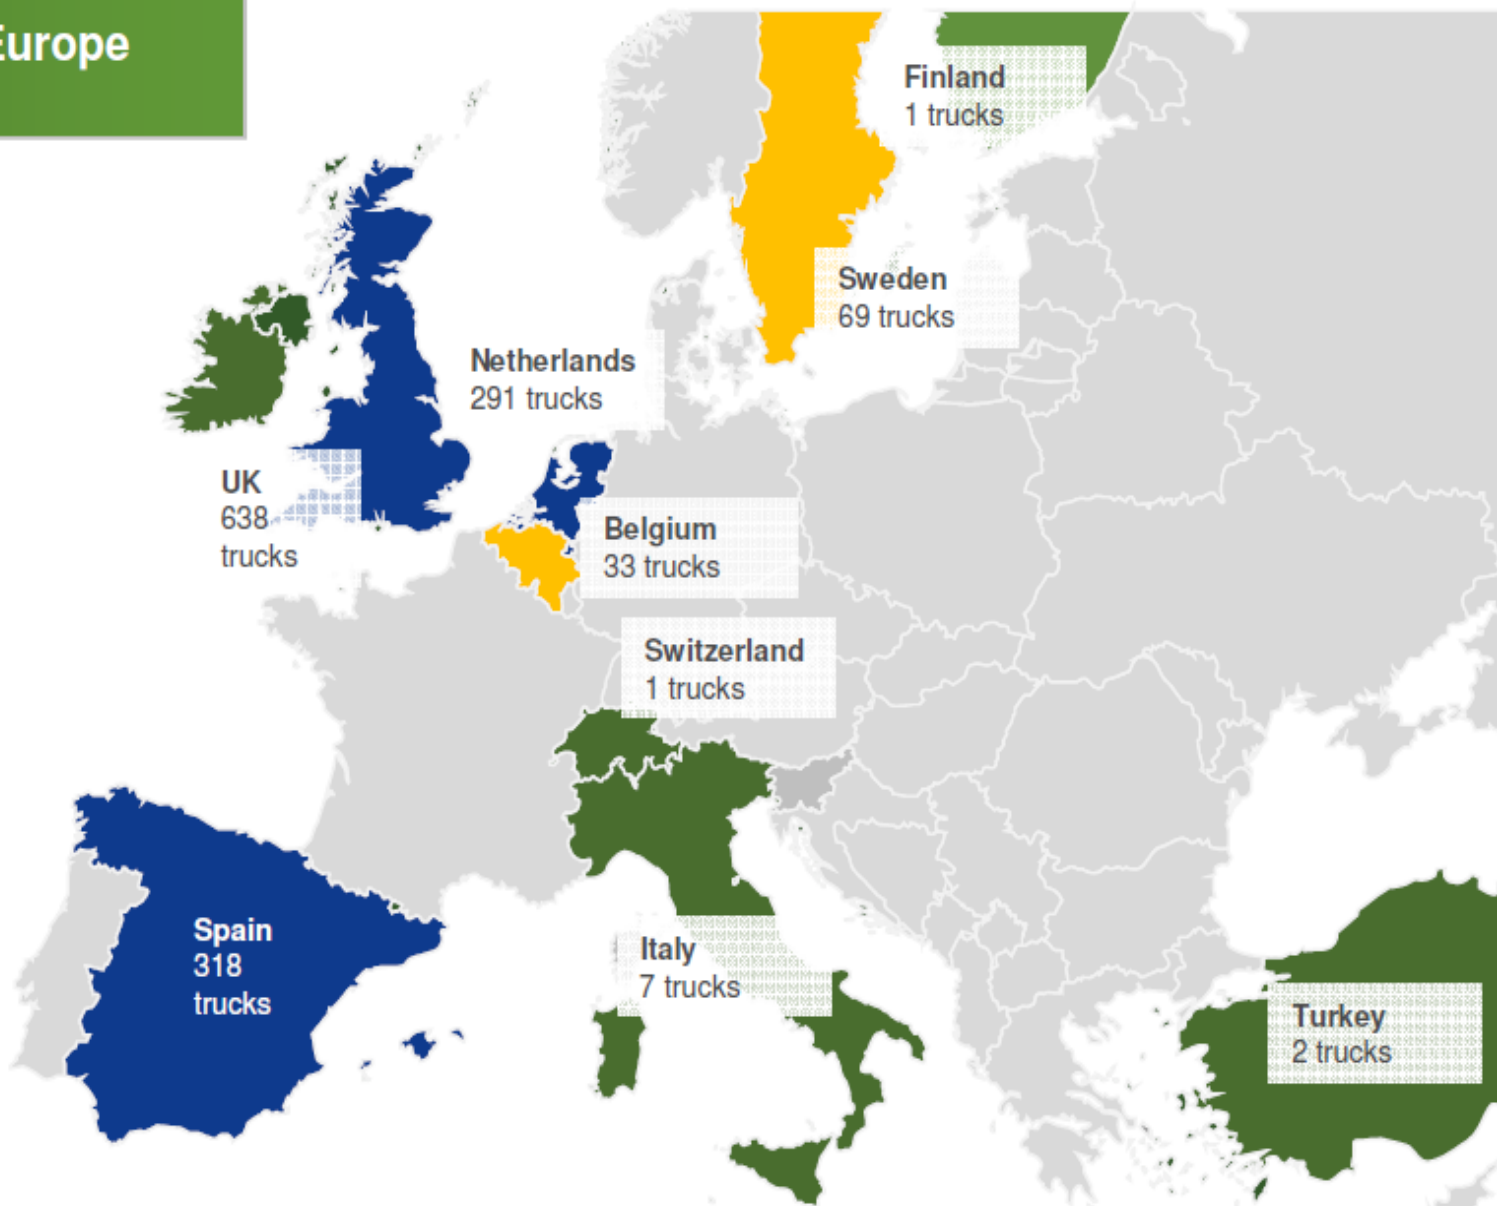 Europe
Finland
1 trucks
Sweden
69 trucks
Netherlands
291 trucks
UK
638
trucks
Belgium
33 trucks
Switzerland
1 trucks
Spain
318
trucks
Italy
7 trucks
Turkey
2 trucks